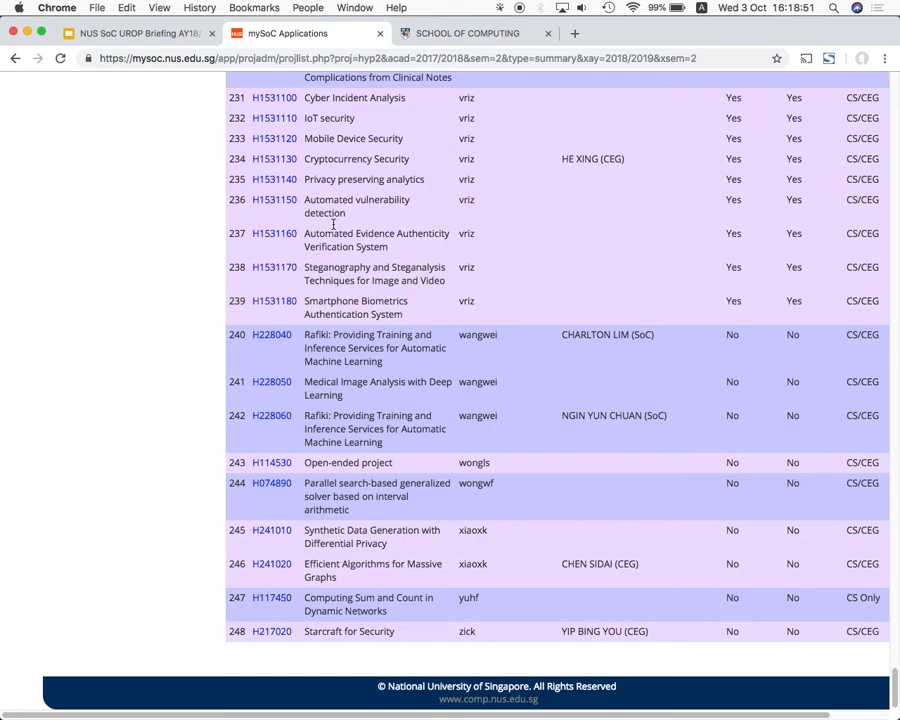 Chrome File Edit View History Bookmarks People Window Help 99% A Wed 3 Oct 16:18:51
NUS SoC UROP Briefing AY18/ mySoC Applications SCHOOL OF COMPUTING
https://mysoc.nus.edu.sg/app/projadm/projlist.php?proj=hyp2&acad=2017/2018&sem=2&type=summary&xay=2018/2019&xsem=2
Complications from Clinical Notes
231 H1531100 Cyber Incident Analysis vriz Yes Yes CS/CEG
232 H1531110 IoT security vriz Yes Yes CS/CEG
233 H1531120 Mobile Device Security vriz Yes Yes CS/CEG
234 H1531130 Cryptocurrency Security vriz HE XING (CEG) Yes Yes CS/CEG
235 H1531140 Privacy preserving analytics vriz Yes Yes CS/CEG
236 H1531150 Automated vulnerability vriz Yes Yes CS/CEG
detection
237 H1531160 Automated Evidence Authenticity vriz Yes Yes CS/CEG
Verification System
238 H1531170 Steganography and Steganalysis vriz Yes Yes CS/CEG
Techniques for Image and Video
239 H1531180 Smartphone Biometrics vriz Yes Yes CS/CEG
Authentication System
240 H228040 Rafiki: Providing Training and wangwei CHARLTON LIM (SoC) No No CS/CEG
Inference Services for Automatic
Machine Learning
241 H228050 Medical Image Analysis with Deep wangwei No No CS/CEG
Learning
242 H228060 Rafiki: Providing Training and wangwei NGIN YUN CHUAN (SoC) No No CS/CEG
Inference Services for Automatic
Machine Learning
243 H114530 Open-ended project wongls No No CS/CEG
244 H074890 Parallel search-based generalized wongwf No No CS/CEG
solver based on interval
arithmetic
245 H241010 Synthetic Data Generation with xiaoxk No No CS/CEG
Differential Privacy
246 H241020 Efficient Algorithms for Massive xiaoxk CHEN SIDAI (CEG) No No CS/CEG
Graphs
247 H117450 Computing Sum and Count in yuhf No No CS Only
Dynamic Networks
248 H217020 Starcraft for Security zick YIP BING YOU (CEG) No No CS/CEG
© National University of Singapore. All Rights Reserved
www.comp.nus.edu.sg